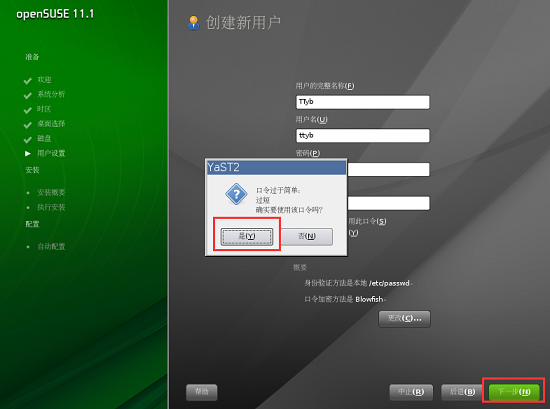 openSUSE 11.1
创建新用户
准备
欢迎
系统分析
时区
桌面选择
磁盘
用户设置
安装
安装概要
执行安装
配置
自动配置
用户的完整名称(F)
TTyb
用户名(U)
ttyb
密码(P)
YaST2
口令过于简单:
过短
确实要使用该口令吗?
是(Y)
否(N)
用此口令(S)
(Y)
概要
身份验证方法是本地 /etc/passwd。
口令加密方法是 Blowfish。
更改(C)...
帮助
中止(R)
后退(B)
下一步(N)